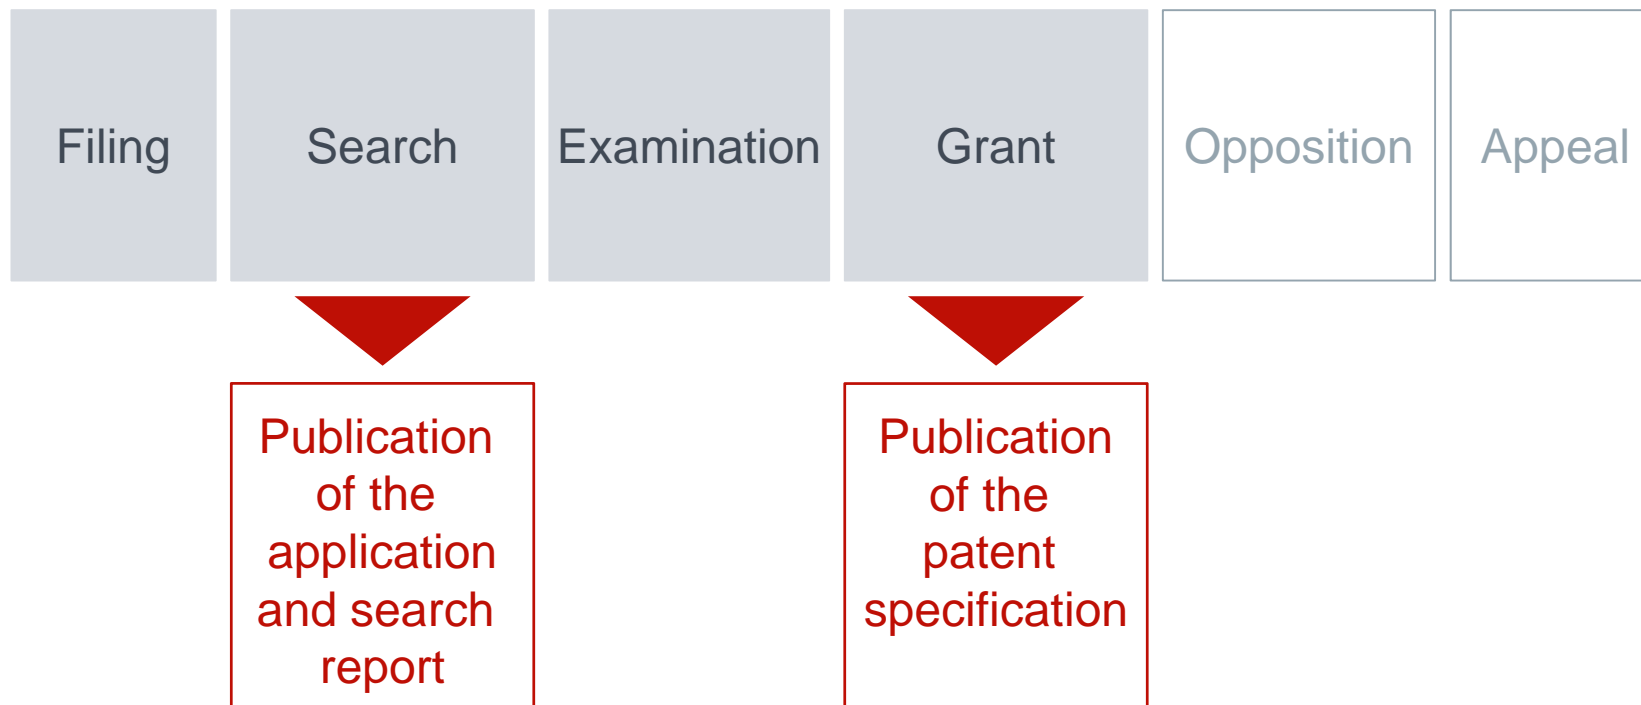 Filing
Search
Examination
Grant
Opposition
Appeal
Publication
of the
application
and search
report
Publication
of the
patent
specification